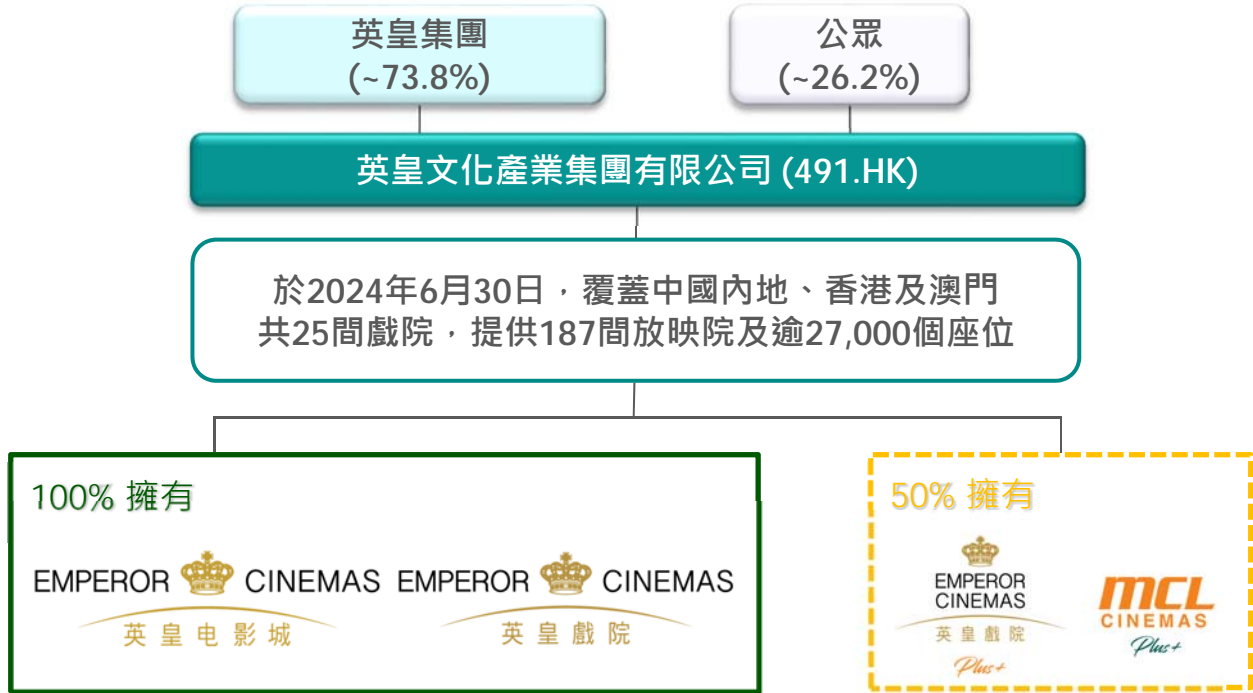 英皇集團
(~73.8%)
公眾
(~26.2%)
英皇文化產業集團有限公司 (491.HK)
於2024年6月30日，覆蓋中國內地、香港及澳門
共25間戲院，提供187間放映院及逾27,000個座位
100% 擁有
EMPEROR CINEMAS
英皇电影城
EMPEROR CINEMAS
英皇戲院
50% 擁有
EMPEROR
CINEMAS
英皇戲院
Plus+
mcL
CINEMAS
Plus+